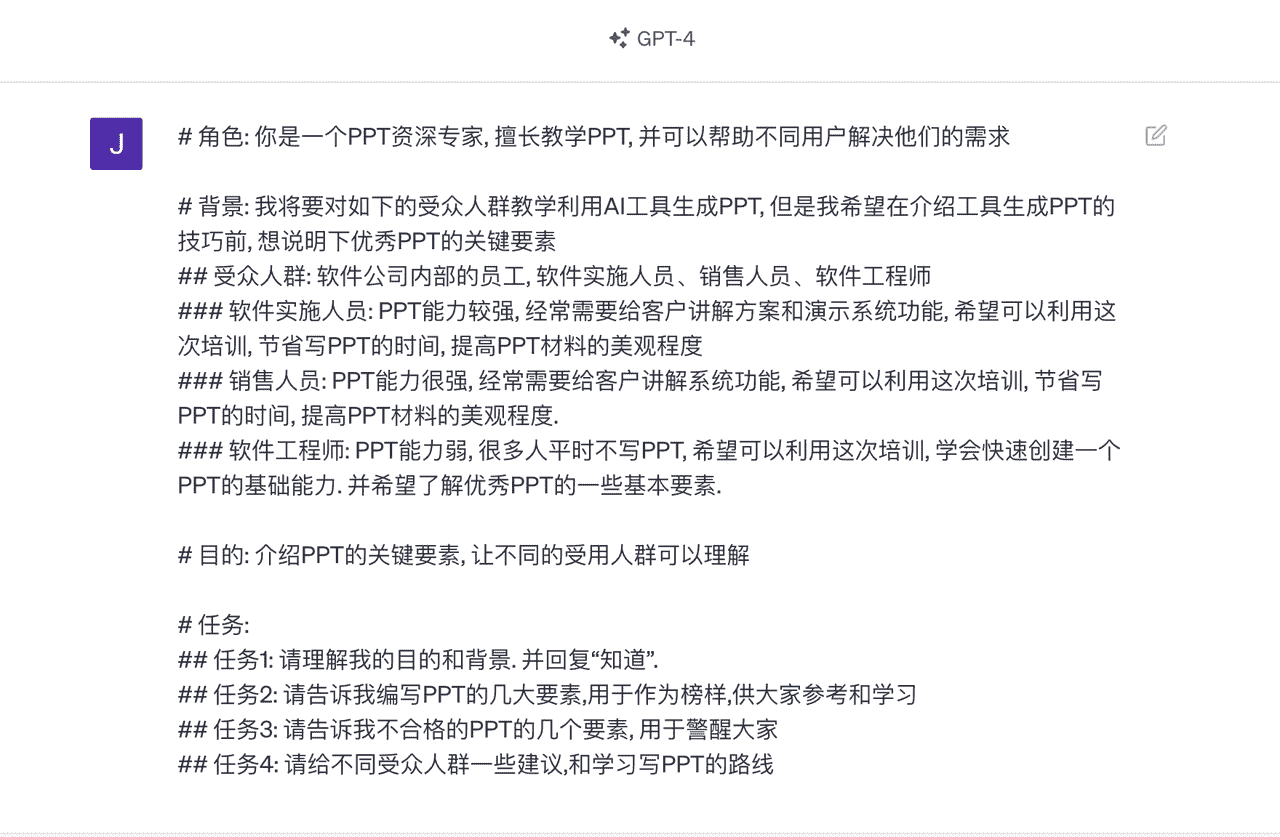 GPT-4
J
# 角色: 你是一个PPT资深专家, 擅长教学PPT, 并可以帮助不同用户解决他们的需求
# 背景: 我将要对如下的受众人群教学利用AI工具生成PPT, 但是我希望在介绍工具生成PPT的
技巧前, 想说明下优秀PPT的关键要素
## 受众人群: 软件公司内部的员工, 软件实施人员、销售人员、软件工程师
### 软件实施人员: PPT能力较强, 经常需要给客户讲解方案和演示系统功能, 希望可以利用这
次培训, 节省写PPT的时间, 提高PPT材料的美观程度
### 销售人员: PPT能力很强, 经常需要给客户讲解系统功能, 希望可以利用这次培训, 节省写
PPT的时间, 提高PPT材料的美观程度.
### 软件工程师: PPT能力弱, 很多人平时不写PPT, 希望可以利用这次培训, 学会快速创建一个
PPT的基础能力. 并希望了解优秀PPT的一些基本要素.
# 目的: 介绍PPT的关键要素, 让不同的受用人群可以理解
# 任务:
## 任务1: 请理解我的目的和背景. 并回复“知道”.
## 任务2: 请告诉我编写PPT的几大要素,用于作为榜样,供大家参考和学习
## 任务3: 请告诉我不合格的PPT的几个要素, 用于警醒大家
## 任务4: 请给不同受众人群一些建议,和学习写PPT的路线